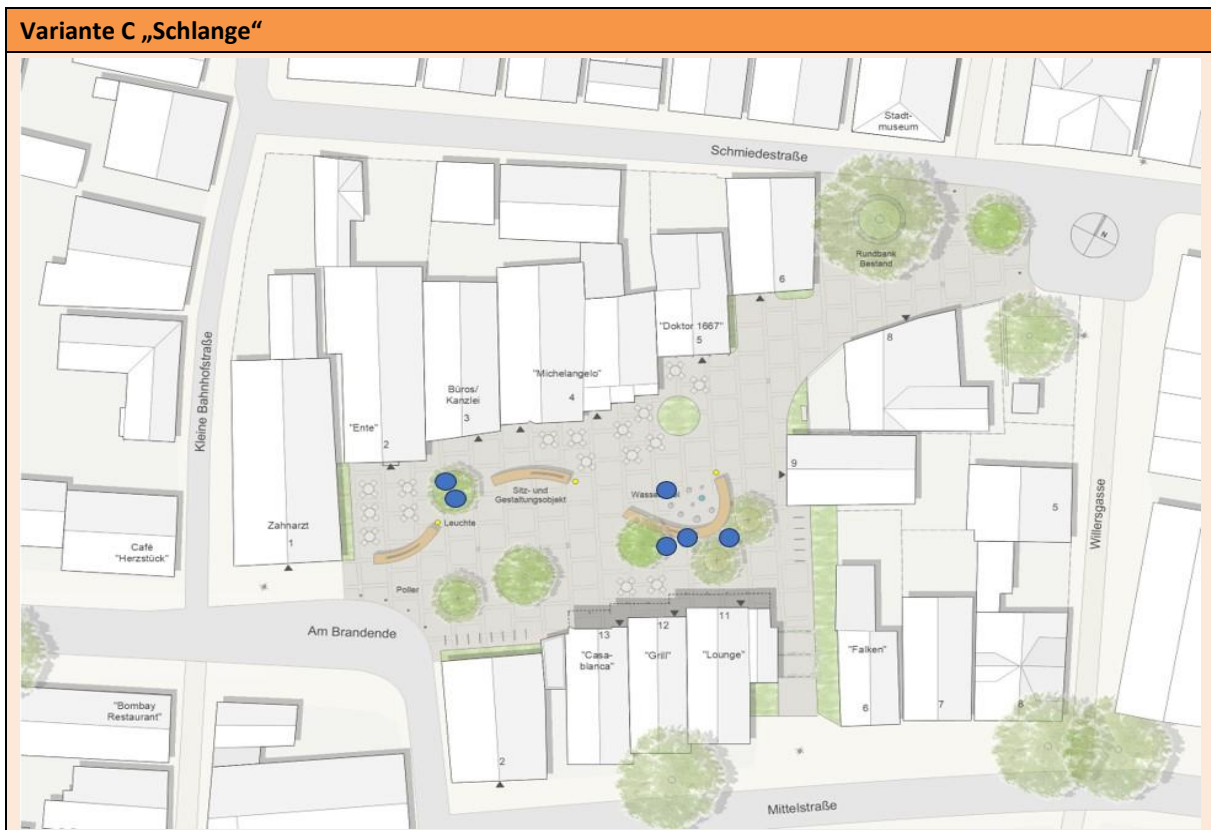 Variante C „Schlange“
Stadt-
museum
Schmiedestraße
N
Rundbank
Bestand
6
"Doktor 1667"
5
8
Kleine Bahnhofstraße
Büros/
Kanzlei
3
"Michelangelo"
4
"Ente"
2
9
Sitz- und
Gestaltungsobjekt
Leuchte
5
Willersgasse
Zahnarzt
1
Café
"Herzstück"
Poller
Am Brandende
13
"Casa-
blanca"
12
"Grill"
11
"Lounge"
"Falken"
6
7
8
"Bombay
Restaurant"
2
Mittelstraße